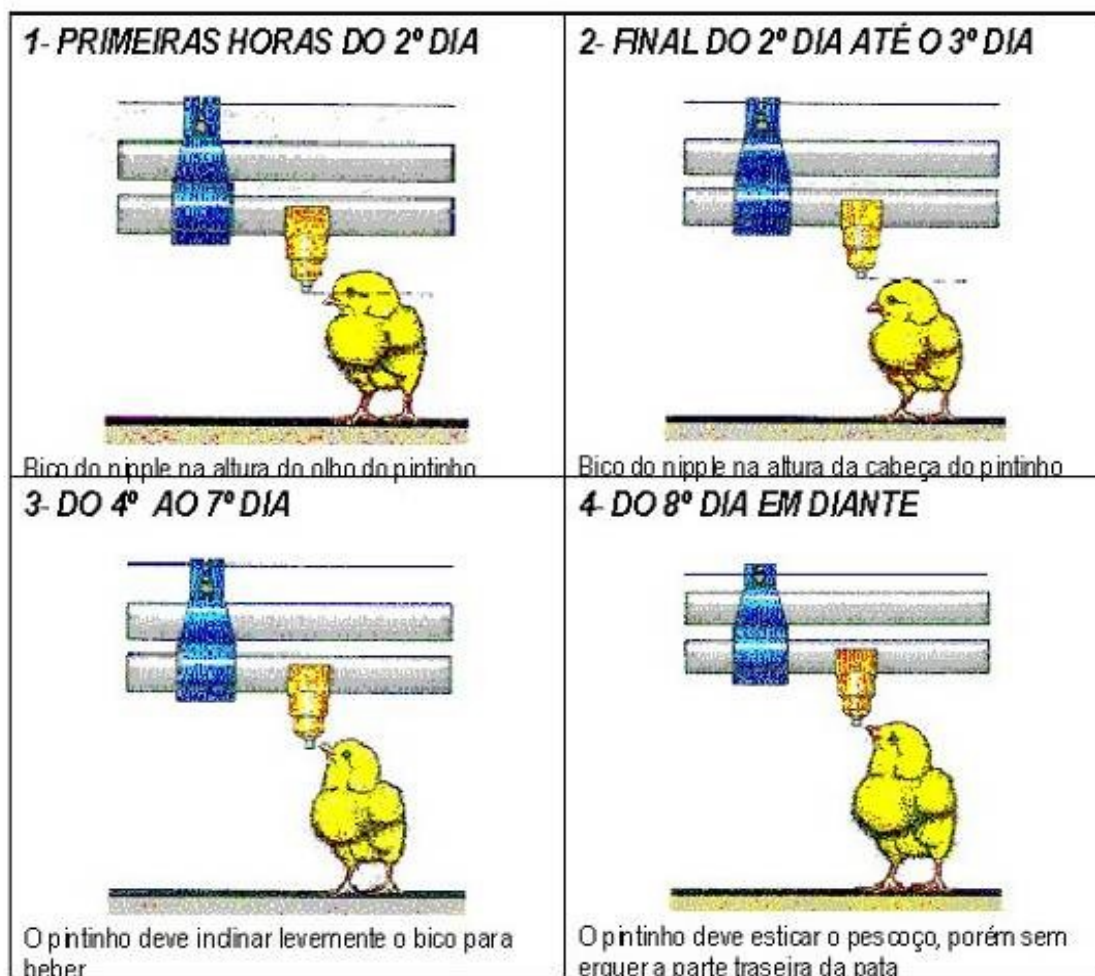 1- PRIMEIRAS HORAS DO 2º DIA
Bico do nipple na altura do olho do pintinho
2- FINAL DO 2º DIA ATÉ O 3º DIA
Bico do nipple na altura da cabeça do pintinho
3- DO 4º AO 7º DIA
O pintinho deve inclinar levemente o bico para
beber
4- DO 8º DIA EM DIANTE
O pintinho deve esticar o pescoço, porém sem
erguer a parte traseira da pata